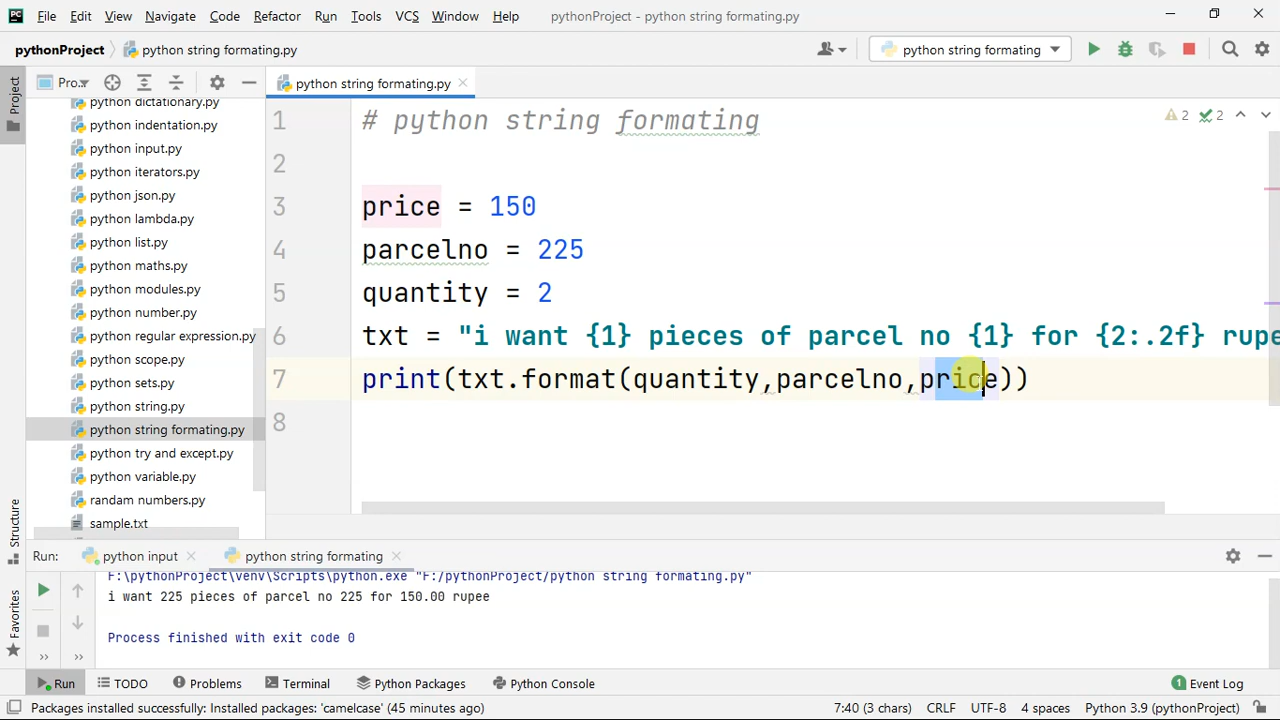 PC File Edit View Navigate Code Refactor Run Tools VCS Window Help pythonProject - python string formating.py
pythonProject python string formating.py python string formating
Project
Pro... python string formating.py
python dictationary.py
python indentation.py
python input.py
python iterators.py
python json.py
python lambda.py
python list.py
python maths.py
python modules.py
python number.py
python regular expression.py
python scope.py
python sets.py
python string.py
python string formating.py
python try and except.py
python variable.py
randam numbers.py
sample.txt
2 2
1 # python string formating
2
3 price = 150
4 parcelno = 225
5 quantity = 2
6 txt = "i want {1} pieces of parcel no {1} for {2:.2f} rupe
7 print(txt.format(quantity,parcelno,price))
8
Structure
Favorites
Run: python input python string formating
F:\pythonProject\venv\Scripts\python.exe "F:/pythonProject/python string formating.py"
i want 225 pieces of parcel no 225 for 150.00 rupee
Process finished with exit code 0
Run TODO Problems Terminal Python Packages Python Console 1 Event Log
Packages installed successfully: Installed packages: 'camelcase' (45 minutes ago) 7:40 (3 chars) CRLF UTF-8 4 spaces Python 3.9 (pythonProject)